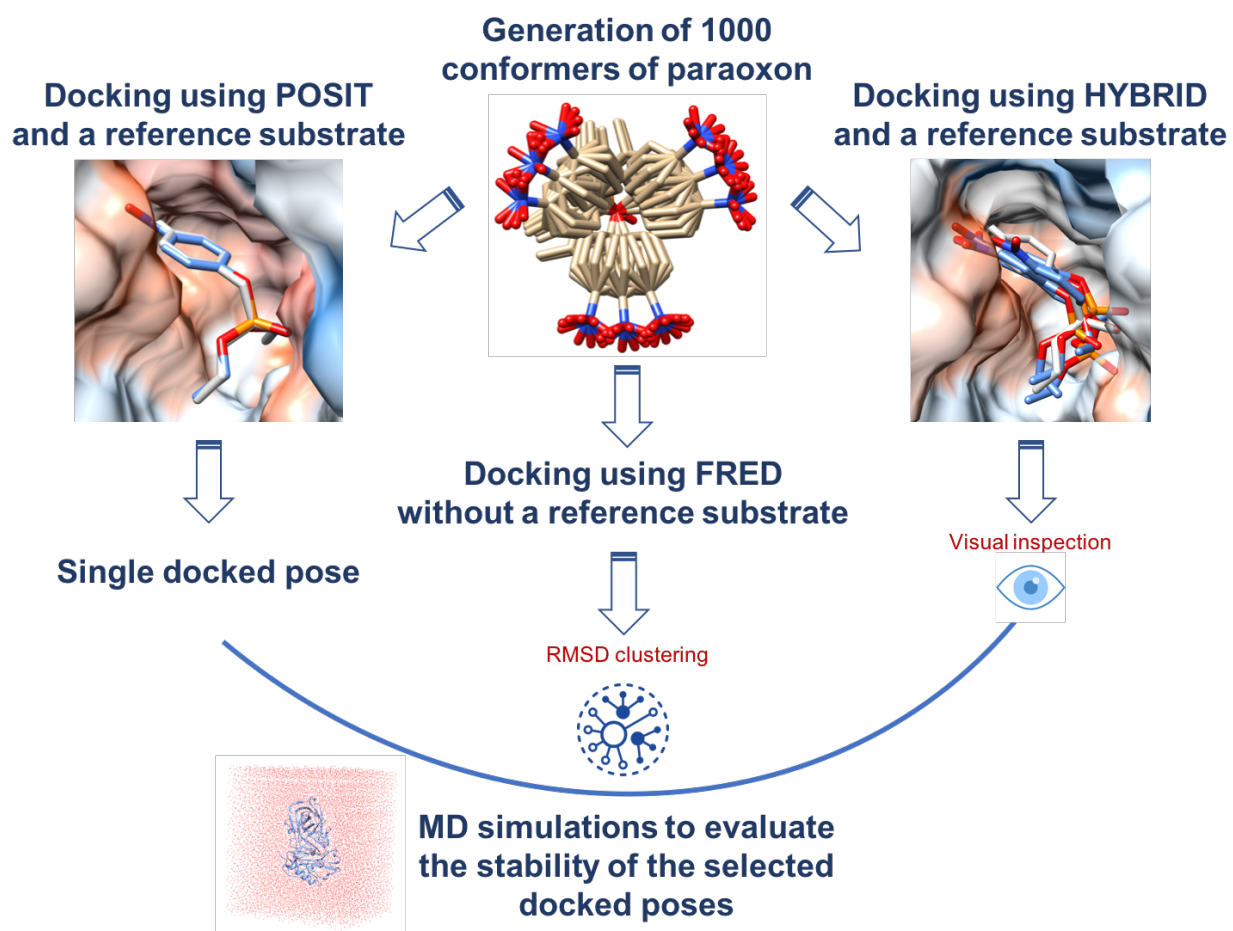 Generation of 1000
conformers of paraoxon
Docking using POSIT
and a reference substrate
Docking using HYBRID
and a reference substrate
Docking using FRED
without a reference substrate
Visual inspection
Single docked pose
RMSD clustering
MD simulations to evaluate
the stability of the selected
docked poses